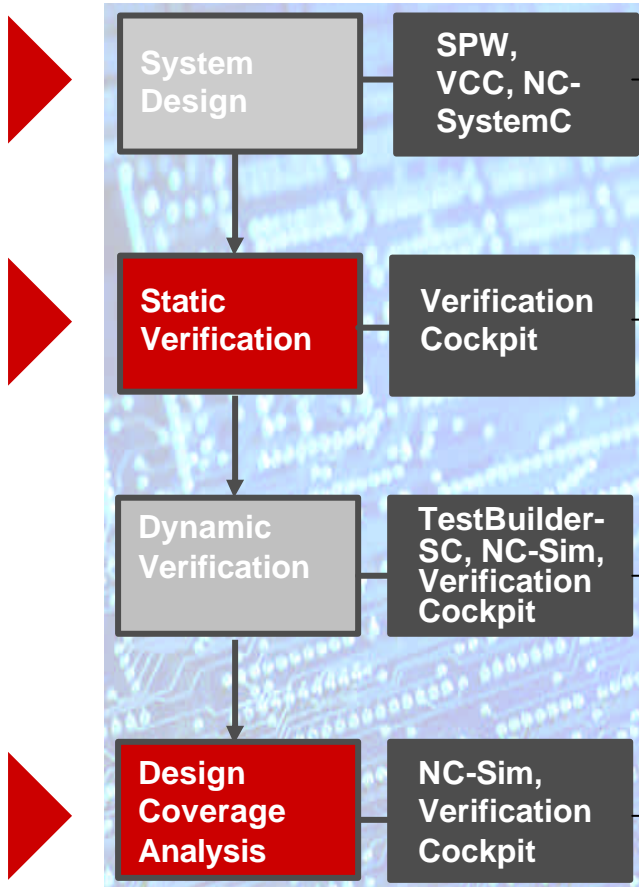 System
Design
SPW,
VCC, NC-
SystemC
Static
Verification
Verification
Cockpit
Dynamic
Verification
TestBuilder-
SC, NC-Sim,
Verification
Cockpit
Design
Coverage
Analysis
NC-Sim,
Verification
Cockpit